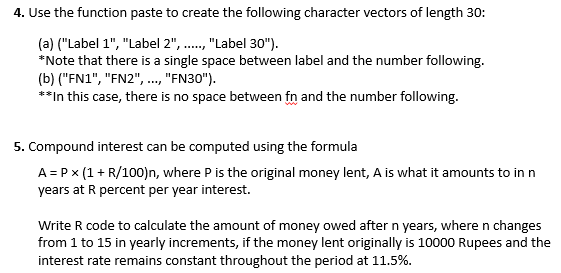 4. Use the function paste to create the following character vectors of length 30:
(a) ("Label 1", "Label 2", ....., "Label 30").
*Note that there is a single space between label and the number following.
(b) ("FN1", "FN2", ..., "FN30").
**In this case, there is no space between fn and the number following.
5. Compound interest can be computed using the formula
A = P × (1 + R/100)n, where P is the original money lent, A is what it amounts to in n
years at R percent per year interest.
Write R code to calculate the amount of money owed after n years, where n changes
from 1 to 15 in yearly increments, if the money lent originally is 10000 Rupees and the
interest rate remains constant throughout the period at 11.5%.